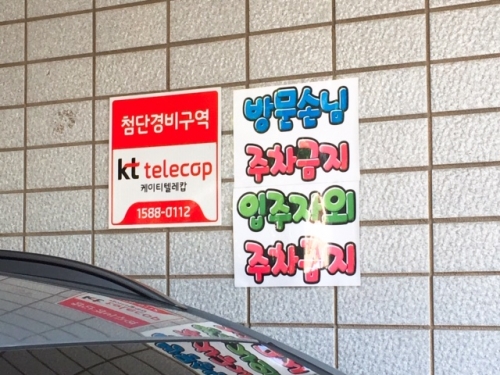 첨단경비구역
kt telecop
케이티텔레캅
1588-0112
방문손님
주차금지
입주자외
주차금지